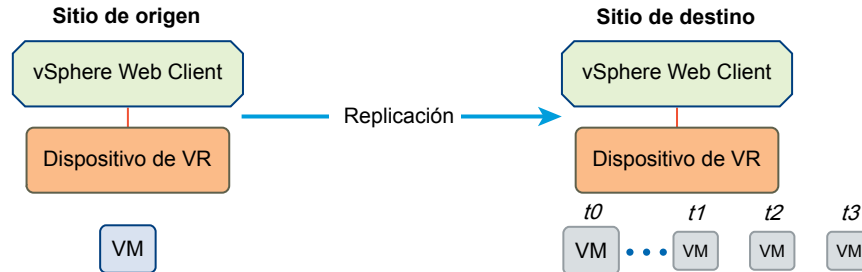 Sitio de origen
Sitio de destino
vSphere Web Client
vSphere Web Client
Replicación
Dispositivo de VR
Dispositivo de VR
t0
t1
t2
t3
VM
VM
VM
VM
VM